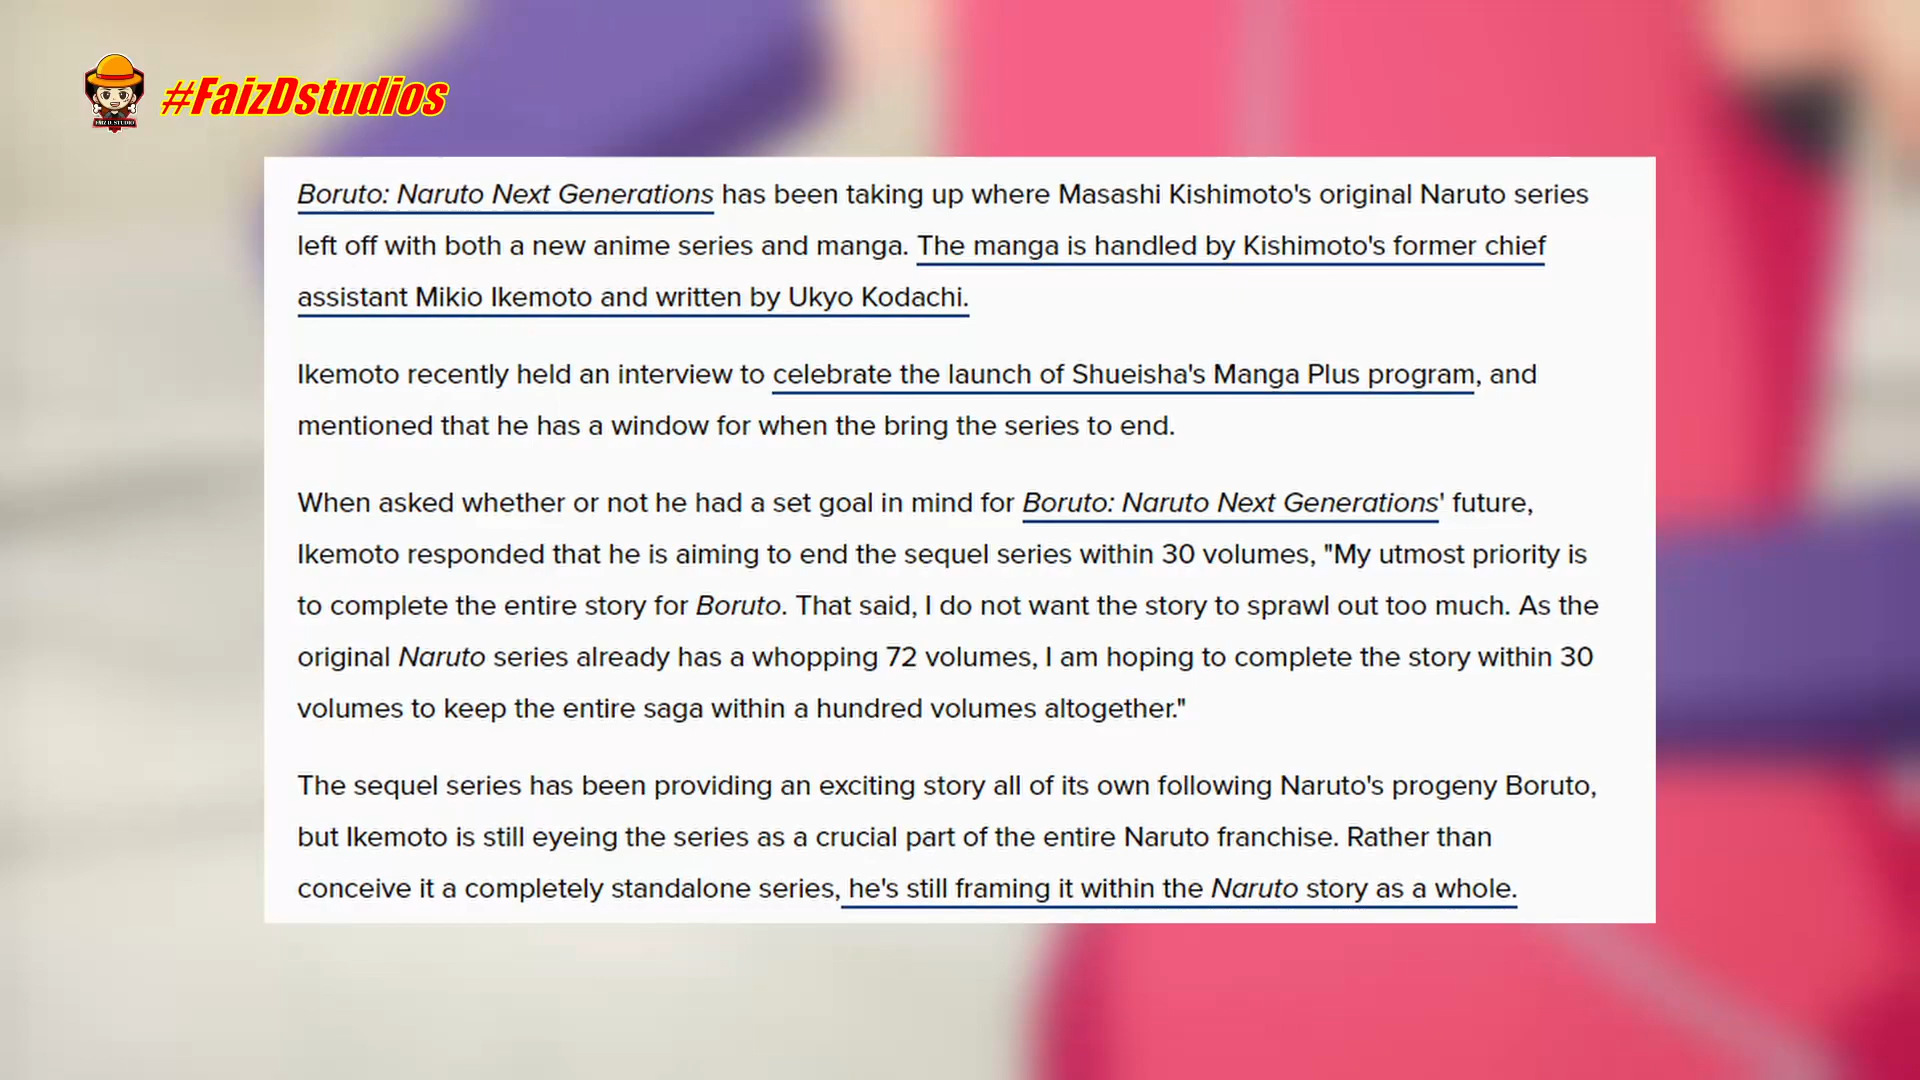 #FaizDstudios
FAIZ D. STUDIO
Boruto: Naruto Next Generations has been taking up where Masashi Kishimoto's original Naruto series
left off with both a new anime series and manga. The manga is handled by Kishimoto's former chief
assistant Mikio Ikemoto and written by Ukyo Kodachi.
Ikemoto recently held an interview to celebrate the launch of Shueisha's Manga Plus program, and
mentioned that he has a window for when the bring the series to end.
When asked whether or not he had a set goal in mind for Boruto: Naruto Next Generations' future,
Ikemoto responded that he is aiming to end the sequel series within 30 volumes, "My utmost priority is
to complete the entire story for Boruto. That said, I do not want the story to sprawl out too much. As the
original Naruto series already has a whopping 72 volumes, I am hoping to complete the story within 30
volumes to keep the entire saga within a hundred volumes altogether."
The sequel series has been providing an exciting story all of its own following Naruto's progeny Boruto,
but Ikemoto is still eyeing the series as a crucial part of the entire Naruto franchise. Rather than
conceive it a completely standalone series, he's still framing it within the Naruto story as a whole.